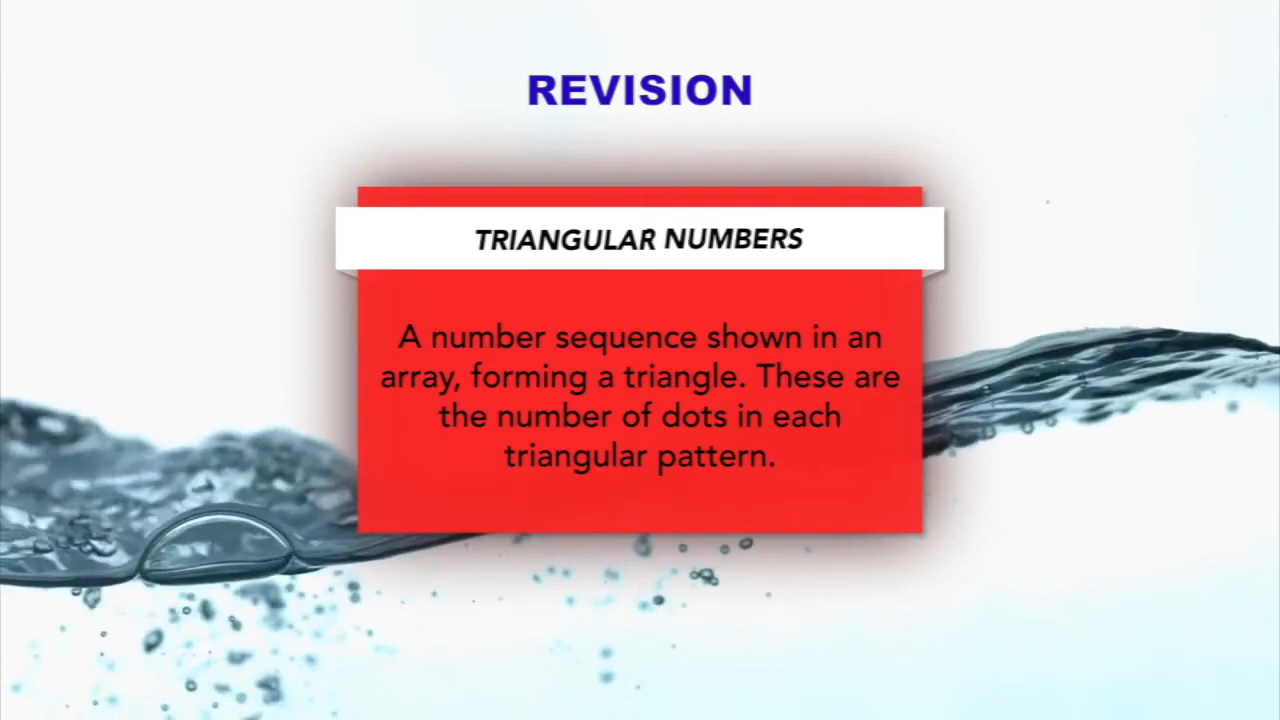 REVISION
TRIANGULAR NUMBERS
A number sequence shown in an
array, forming a triangle. These are
the number of dots in each
triangular pattern.